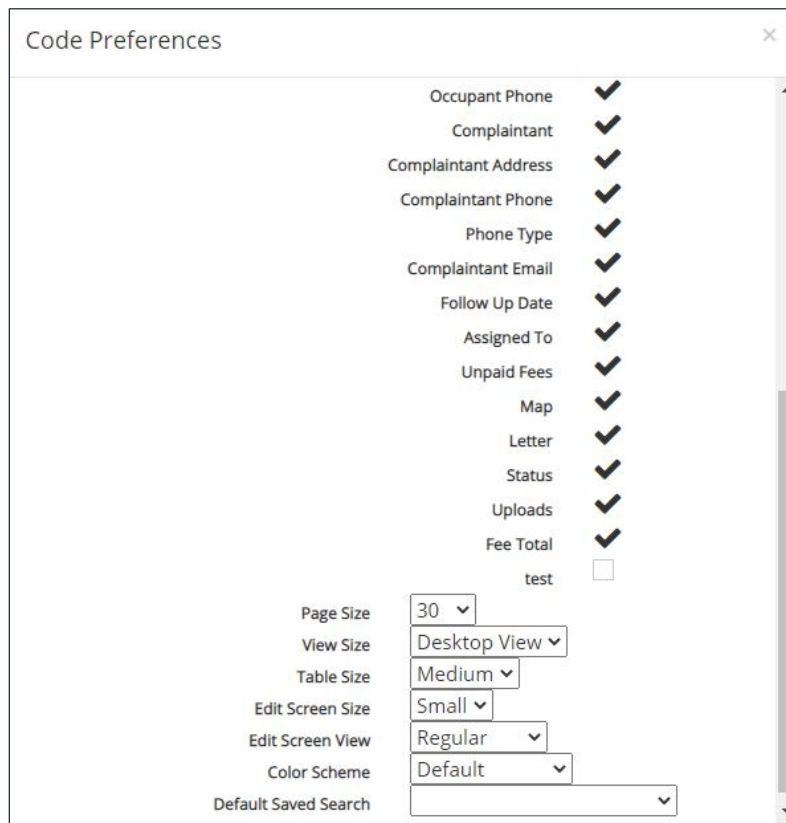 Code Preferences ×
Occupant Phone
Complainant
Complainant Address
Complainant Phone
Phone Type
Complainant Email
Follow Up Date
Assigned To
Unpaid Fees
Map
Letter
Status
Uploads
Fee Total
test
Page Size 30
View Size Desktop View
Table Size Medium
Edit Screen Size Small
Edit Screen View Regular
Color Scheme Default
Default Saved Search